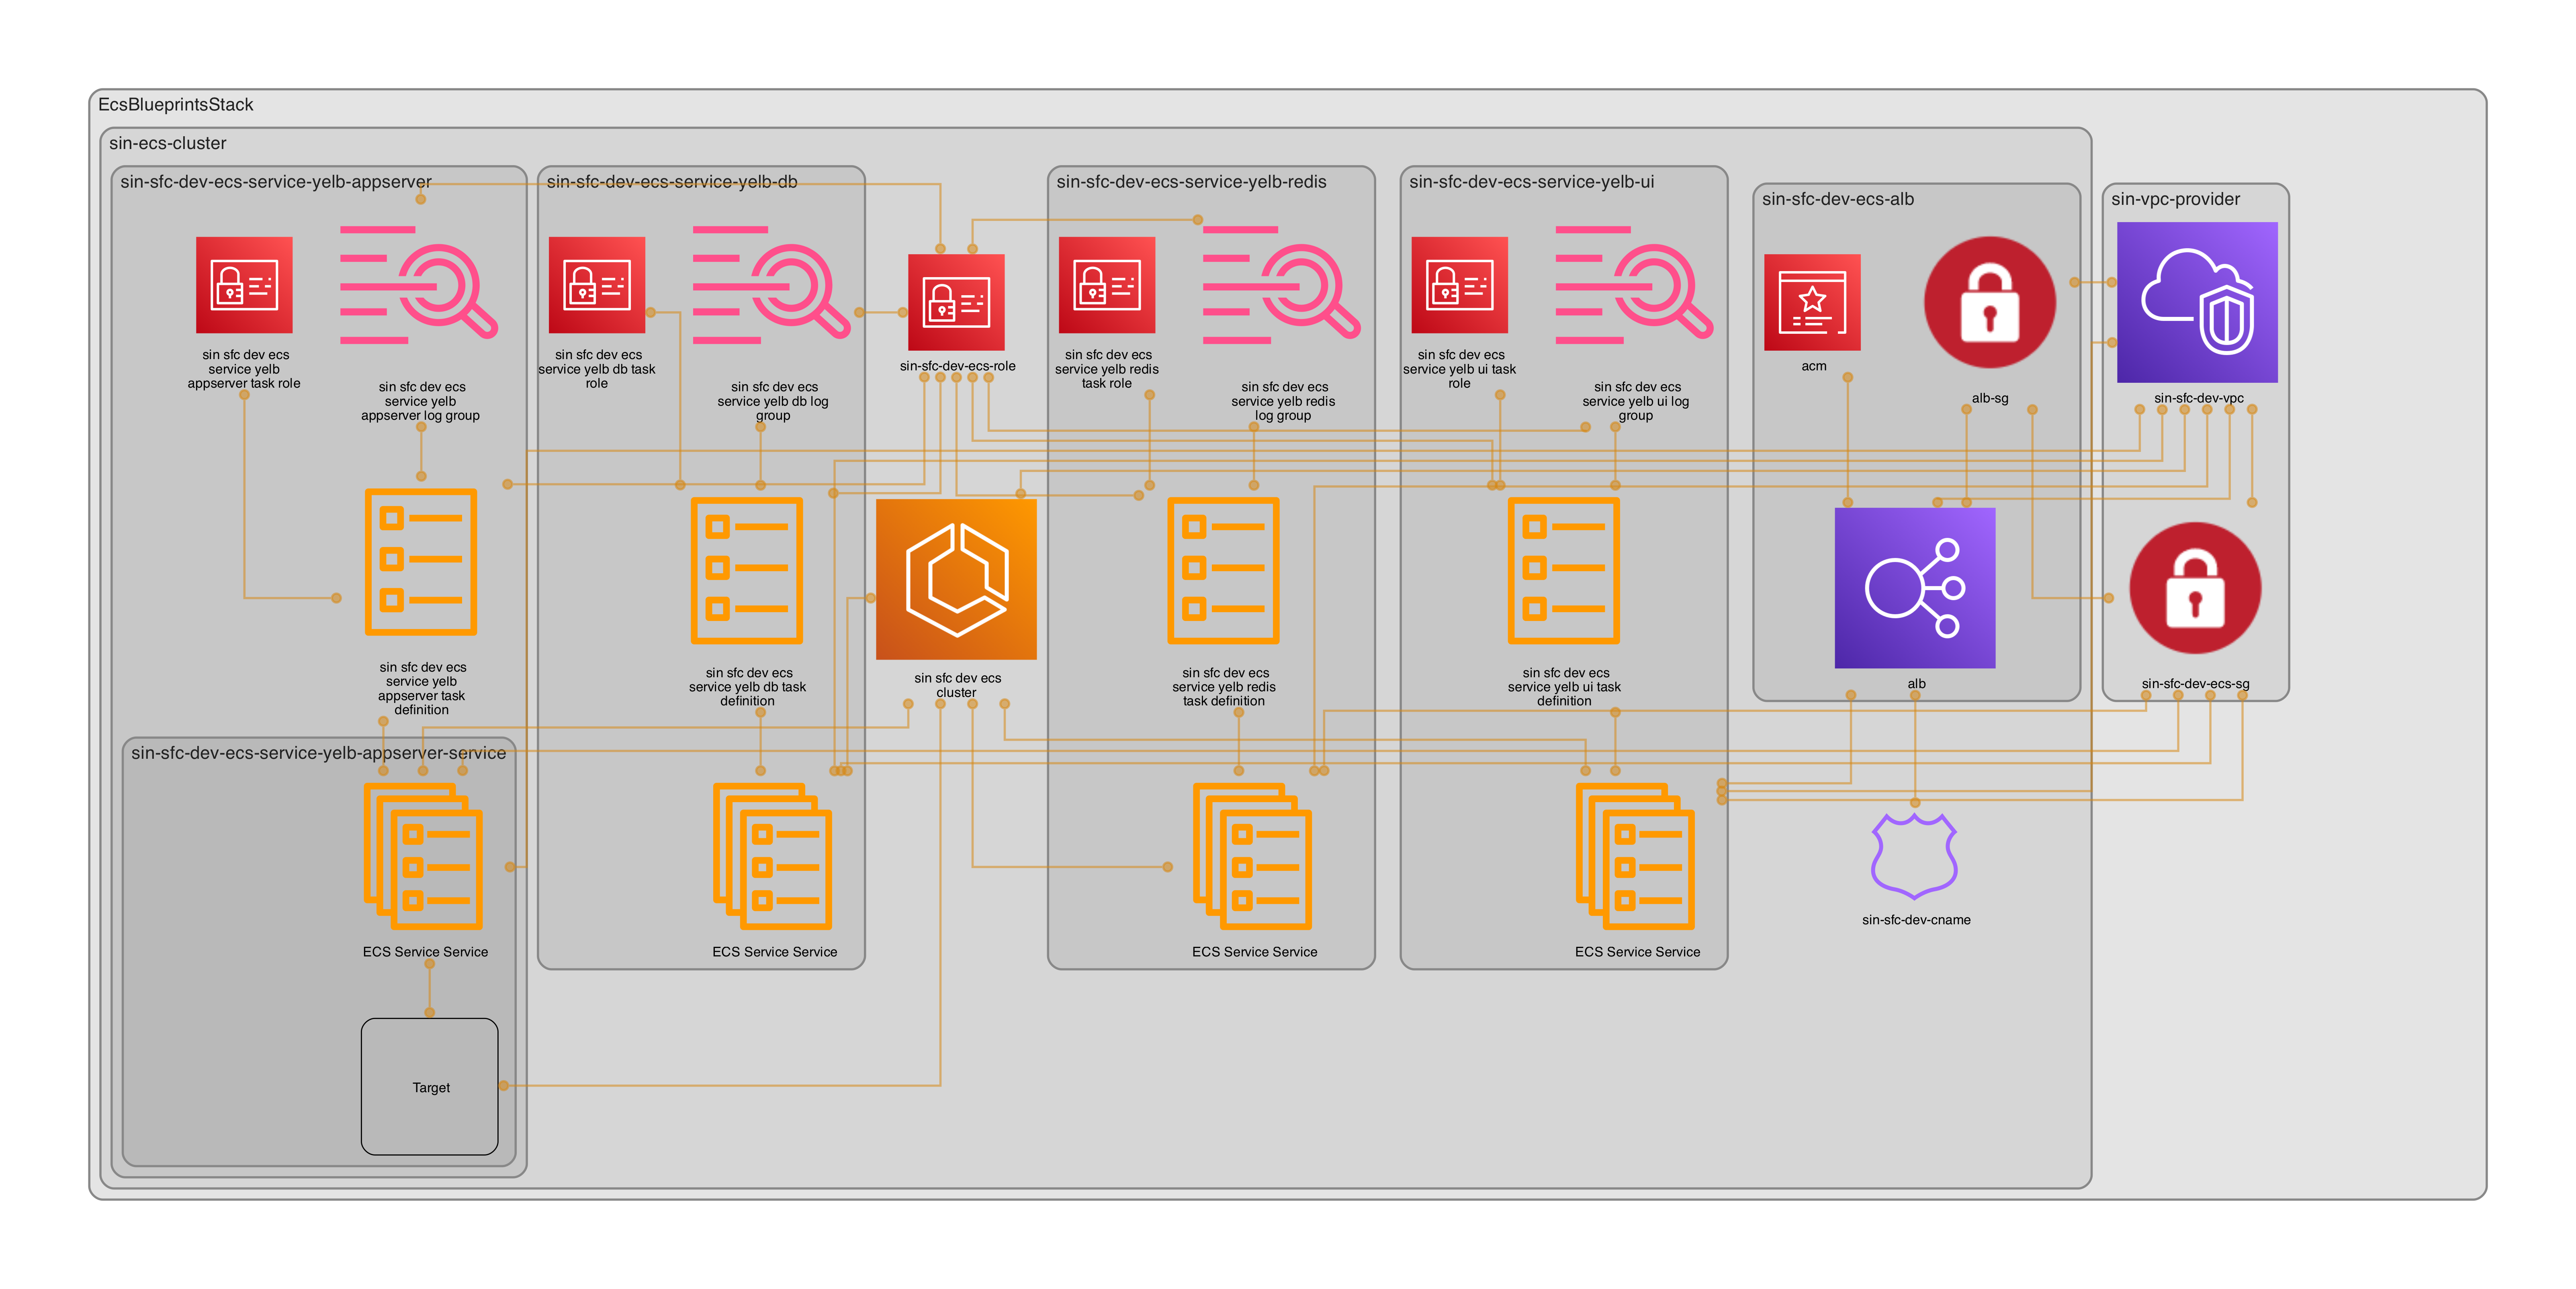 EcsBlueprintsStack
sin-ecs-cluster
sin-sfc-dev-ecs-service-yelb-appserver
sin-sfc-dev-ecs-service-yelb-db
sin-sfc-dev-ecs-service-yelb-redis
sin-sfc-dev-ecs-service-yelb-ui
sin-sfc-dev-ecs-alb
sin-vpc-provider
sin sfc dev ecs
service yelb
appserver task role
sin sfc dev ecs
service yelb
appserver log group
sin sfc dev ecs
service yelb db task
role
sin sfc dev ecs
service yelb db log
group
sin-sfc-dev-ecs-role
sin sfc dev ecs
service yelb redis
task role
sin sfc dev ecs
service yelb redis
log group
sin sfc dev ecs
service yelb ui task
role
sin sfc dev ecs
service yelb ui log
group
acm
alb-sg
sin-sfc-dev-vpc
sin sfc dev ecs
service yelb
appserver task
definition
sin sfc dev ecs
service yelb db task
definition
sin sfc dev ecs
cluster
sin sfc dev ecs
service yelb redis
task definition
sin sfc dev ecs
service yelb ui task
definition
alb
sin-sfc-dev-ecs-sg
sin-sfc-dev-ecs-service-yelb-appserver-service
ECS Service Service
ECS Service Service
ECS Service Service
ECS Service Service
sin-sfc-dev-cname
Target